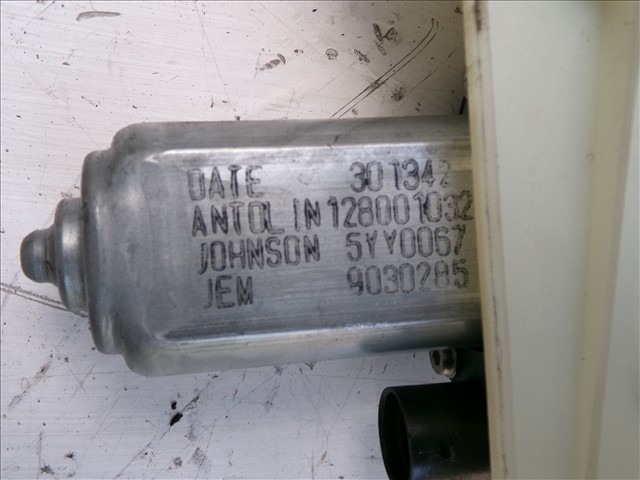 DATE 301342
ANTOLIN 128001032
JOHNSON 5YY0067
JEM 9030285